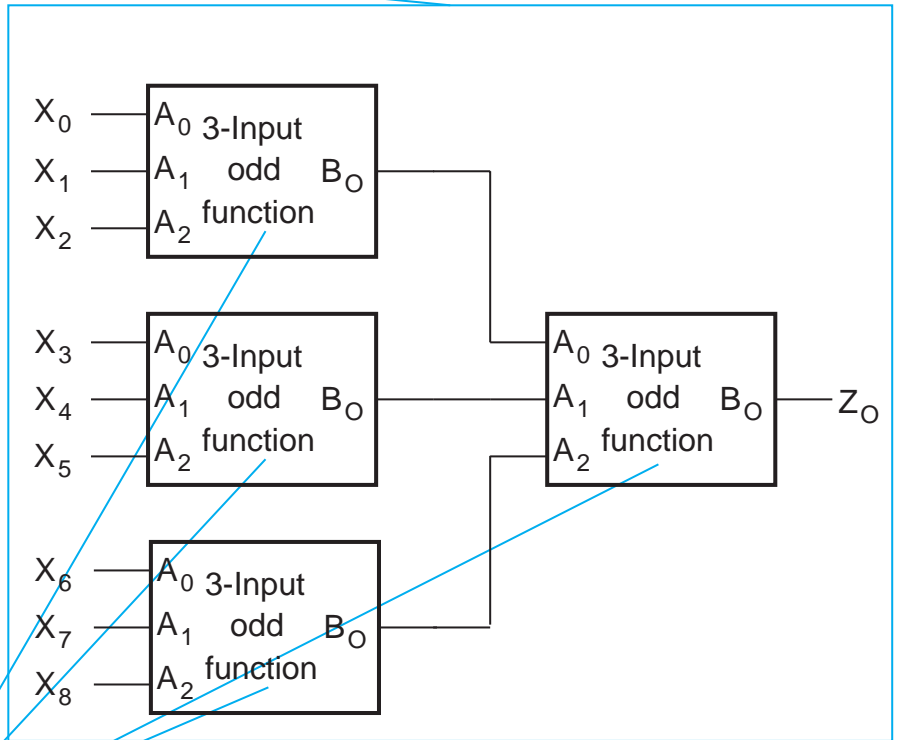 X0 A0 3-Input
X1 A1 odd BO
X2 A2 function
X3 A0 3-Input
X4 A1 odd BO
X5 A2 function
A0 3-Input
A1 odd BO ZO
A2 function
X6 A0 3-Input
X7 A1 odd BO
X8 A2 function